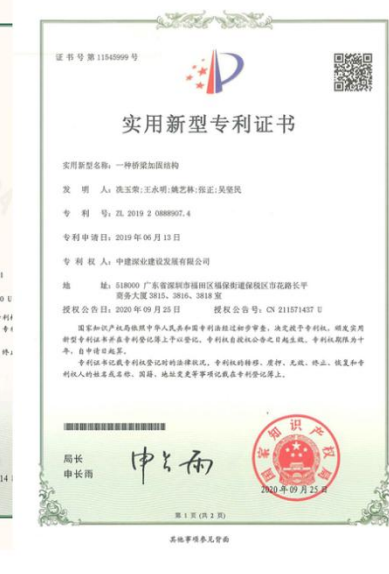 证书号第11545999号
实用新型专利证书
实用新型名称：一种桥梁加固结构
发 明 人：洗玉荣;王永明;姚艺林;张正;吴坚民
专 利 号：ZL 2019 2 0888907.4
专利申请日：2019年06月13日
专 利 权 人：中建深业建设发展有限公司
地 址：518000 广东省深圳市福田区福保街道保税区市花路长平
商务大厦3815、3816、3818室
授权公告日：2020年09月25日 授权公告号：CN 211571437 U
国家知识产权局依照中华人民共和国专利法经过初步审查，决定授予专利权，颁发实用
新型专利证书并在专利登记簿上予以登记。专利权自授权公告之日起生效。专利权期限为十
年，自申请日起算。
专利证书记载专利权登记时的法律状况。专利权的转移、质押、无效、终止、恢复和专
利权人的姓名或名称、国籍、地址变更等事项记载在专利登记簿上。
局长
申长雨
申长雨
国家知识产权局
2020年09月25日
第 1 页 (共 2 页)
其他事项参见背面